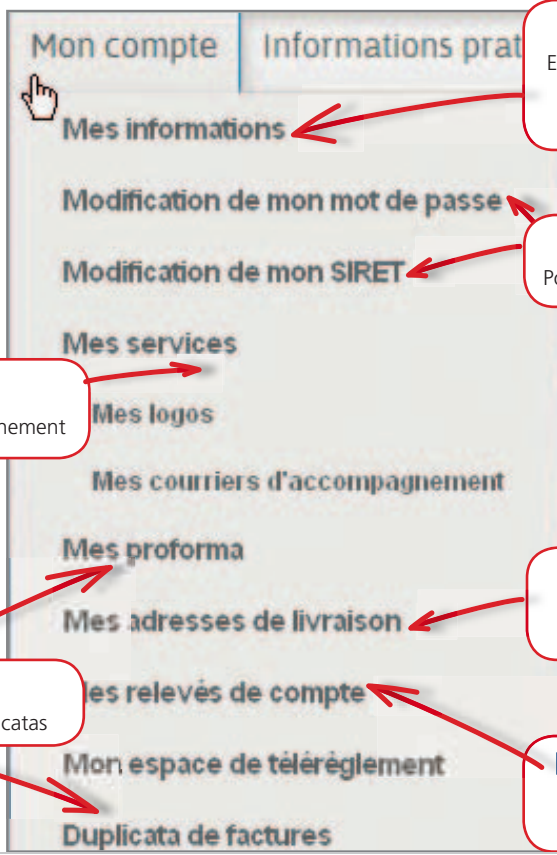 Mon compte
Informations prat
E
Mes informations
Modification de mon mot de passe
Modification de mon SIRET
Po
Mes services
nement
Mes logos
Mes courriers d'accompagnement
Mes proforma
Mes adresses de livraison
Mes relevés de compte
catas
Mon espace de télérèglement
Duplicata de factures